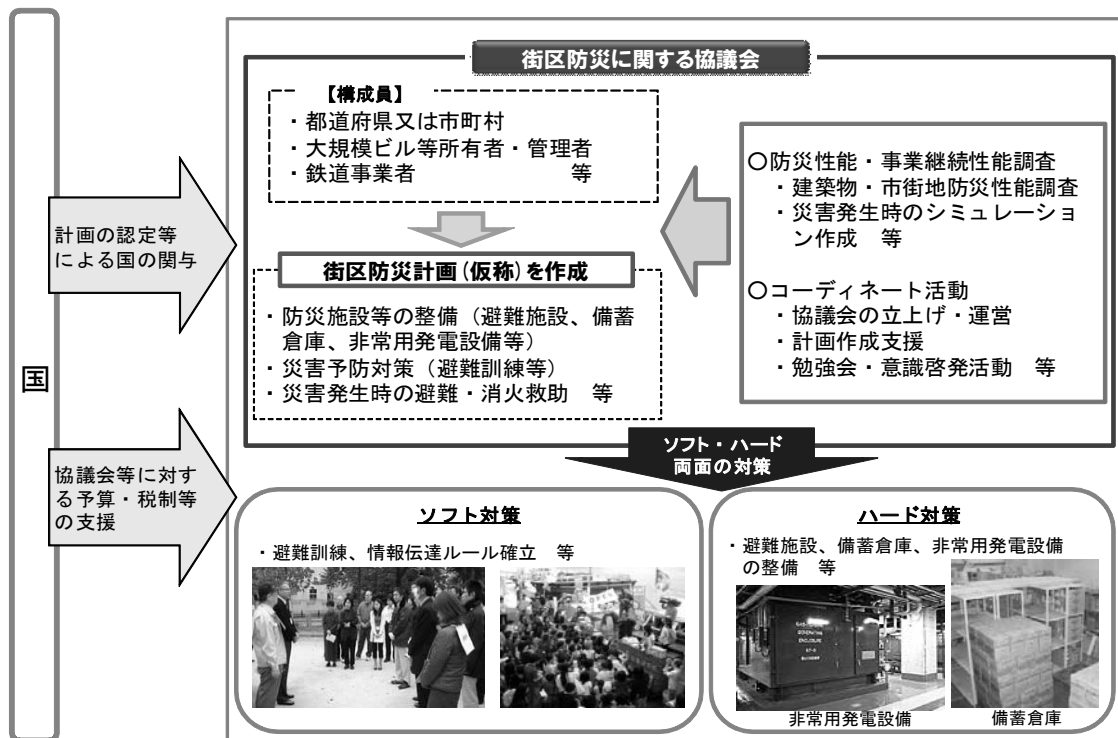 国
計画の認定等
による国の関与
協議会等に対す
る予算・税制等
の支援
街区防災に関する協議会
【構成員】
・都道府県又は市町村
・大規模ビル等所有者・管理者
・鉄道事業者　　　　　　等
街区防災計画(仮称)を作成
・防災施設等の整備（避難施設、備蓄
倉庫、非常用発電設備等）
・災害予防対策（避難訓練等）
・災害発生時の避難・消火救助　等
〇防災性能・事業継続性能調査
・建築物・市街地防災性能調査
・災害発生時のシミュレーショ
ン作成　等
〇コーディネート活動
・協議会の立上げ・運営
・計画作成支援
・勉強会・意識啓発活動　等
ソフト・ハード
両面の対策
ソフト対策
・避難訓練、情報伝達ルール確立　等
ハード対策
・避難施設、備蓄倉庫、非常用発電設備
の整備　等
GENERATING
ENCLOSURE
非常用発電設備
備蓄倉庫